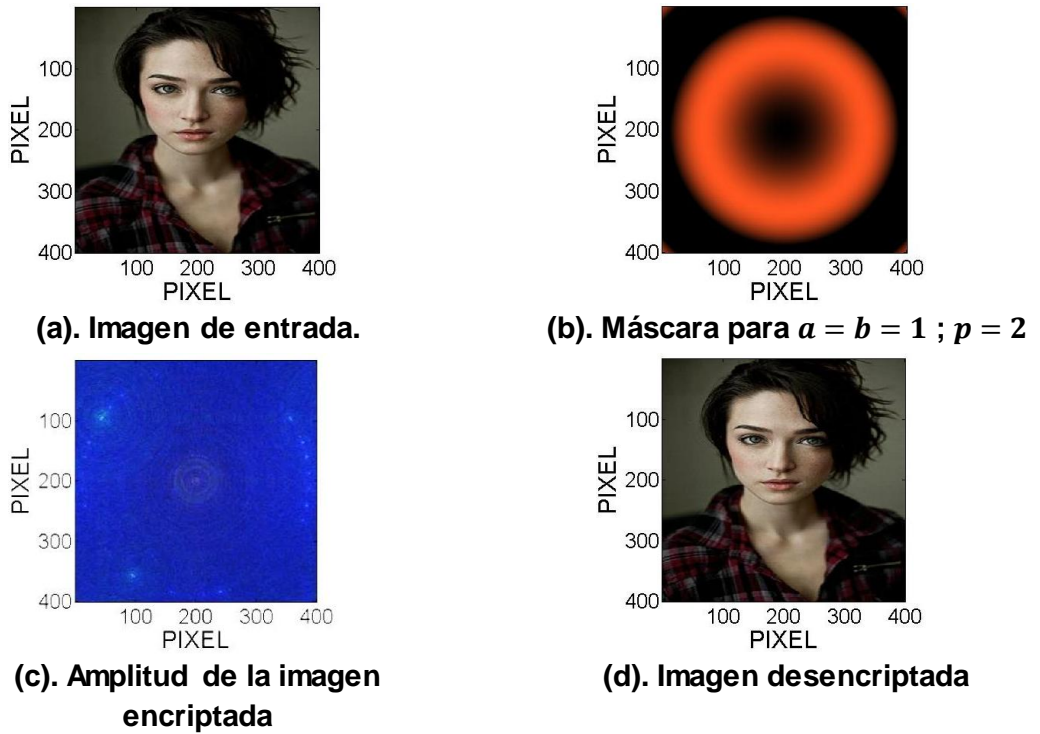 100
200
300
400
PIXEL
100 200 300 400
PIXEL
(a). Imagen de entrada.
100
200
300
400
PIXEL
100 200 300 400
PIXEL
(b). Máscara para a = b = 1 ; p = 2
100
200
300
400
PIXEL
100 200 300 400
PIXEL
(c). Amplitud de la imagen
encriptada
100
200
300
400
PIXEL
100 200 300 400
PIXEL
(d). Imagen desencriptada